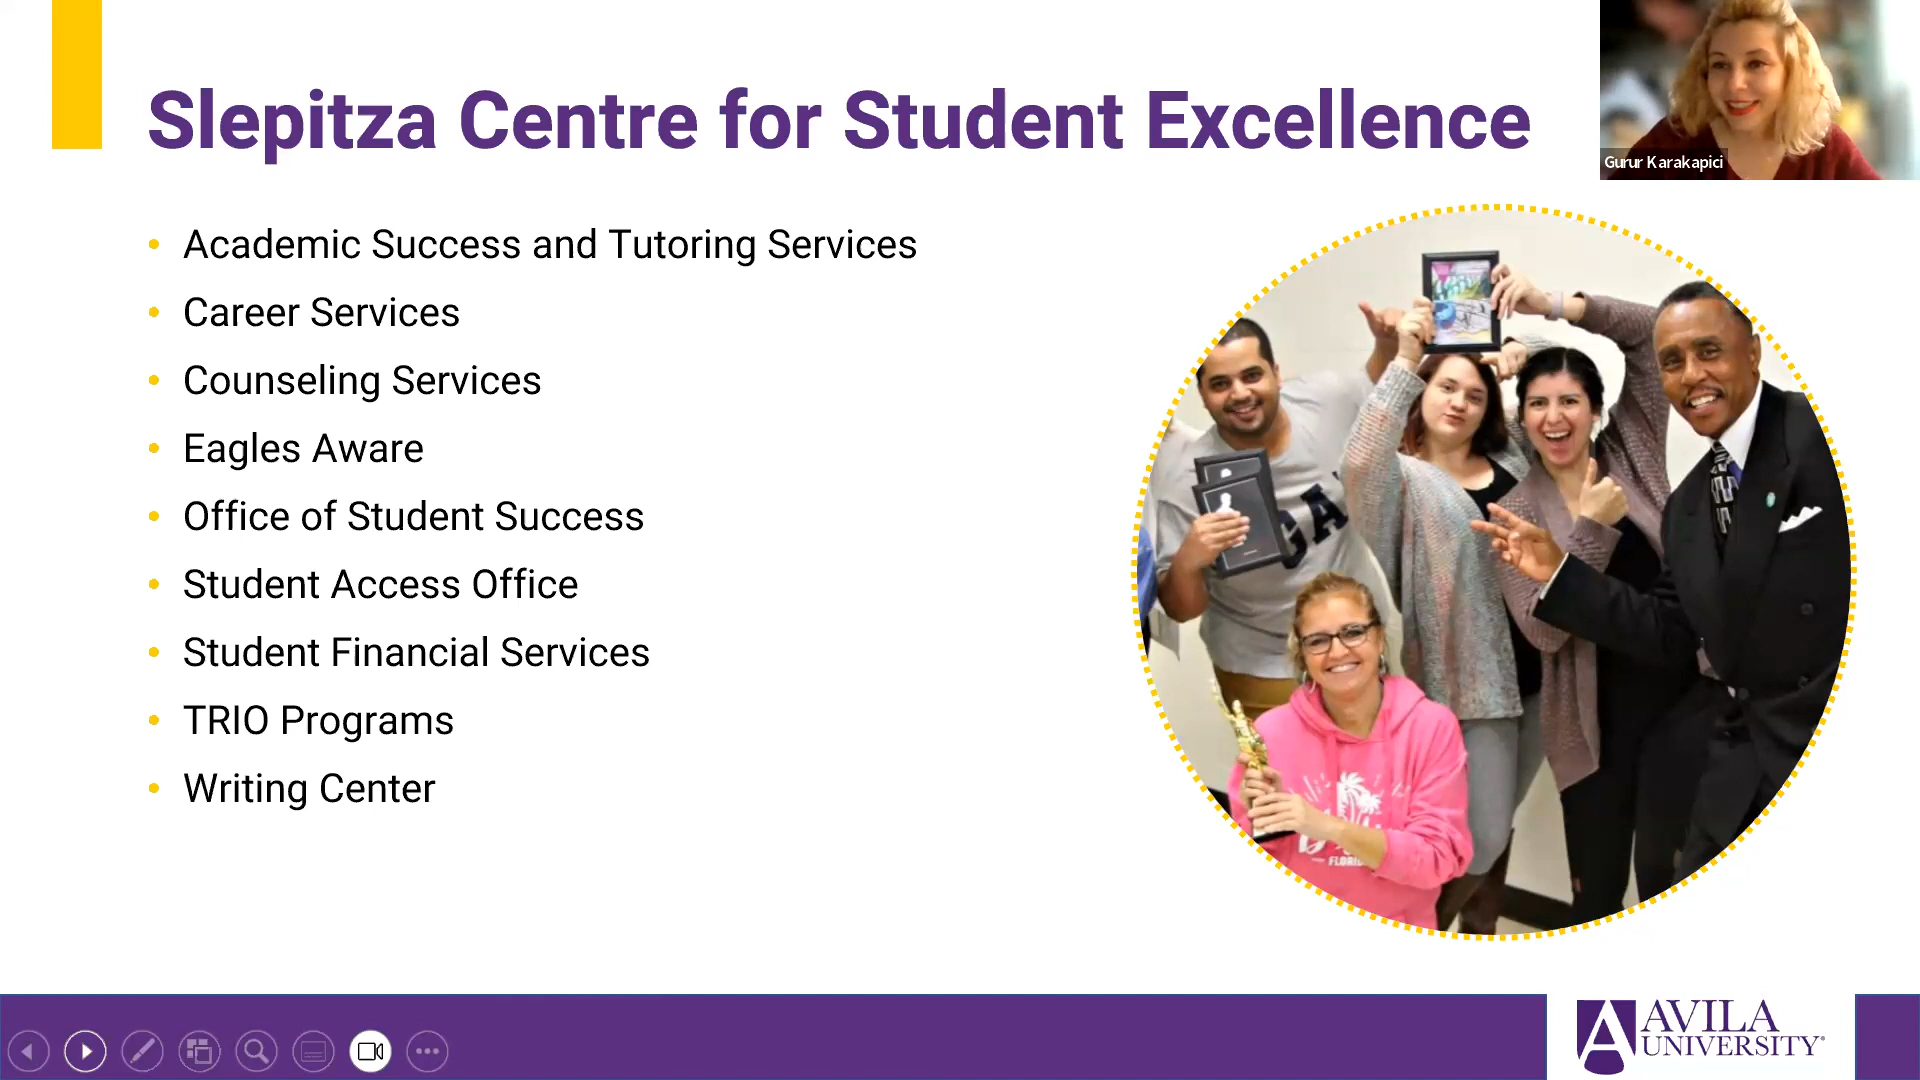 Slepitza Centre for Student Excellence
Gurur Karakapici
• Academic Success and Tutoring Services
• Career Services
• Counseling Services
• Eagles Aware
• Office of Student Success
• Student Access Office
• Student Financial Services
• TRIO Programs
• Writing Center
AVILA
UNIVERSITY®